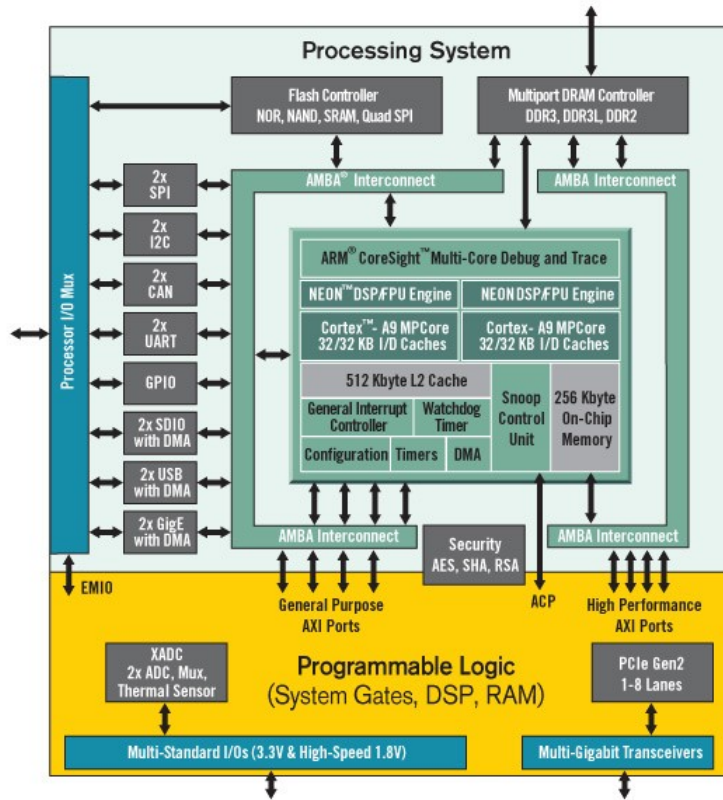 Processing System
Flash Controller
NOR, NAND, SRAM, Quad SPI
Multiport DRAM Controller
DDR3, DDR3L, DDR2
Processor I/O Mux
2x
SPI
2x
I2C
2x
CAN
2x
UART
GPIO
2x SDIO
with DMA
2x USB
with DMA
2x GigE
with DMA
AMBA® Interconnect
AMBA Interconnect
ARM® CoreSight™ Multi-Core Debug and Trace
NEON™ DSP/FPU Engine
NEON DSP/FPU Engine
Cortex™- A9 MPCore
32/32 KB I/D Caches
Cortex- A9 MPCore
32/32 KB I/D Caches
512 Kbyte L2 Cache
General Interrupt
Controller
Watchdog
Timer
Configuration
Timers
DMA
Snoop
Control
Unit
256 Kbyte
On-Chip
Memory
AMBA Interconnect
Security
AES, SHA, RSA
AMBA Interconnect
EMIO
General Purpose
AXI Ports
ACP
High Performance
AXI Ports
XADC
2x ADC, Mux,
Thermal Sensor
Programmable Logic
(System Gates, DSP, RAM)
PCIe Gen2
1-8 Lanes
Multi-Standard I/Os (3.3V & High-Speed 1.8V)
Multi-Gigabit Transceivers